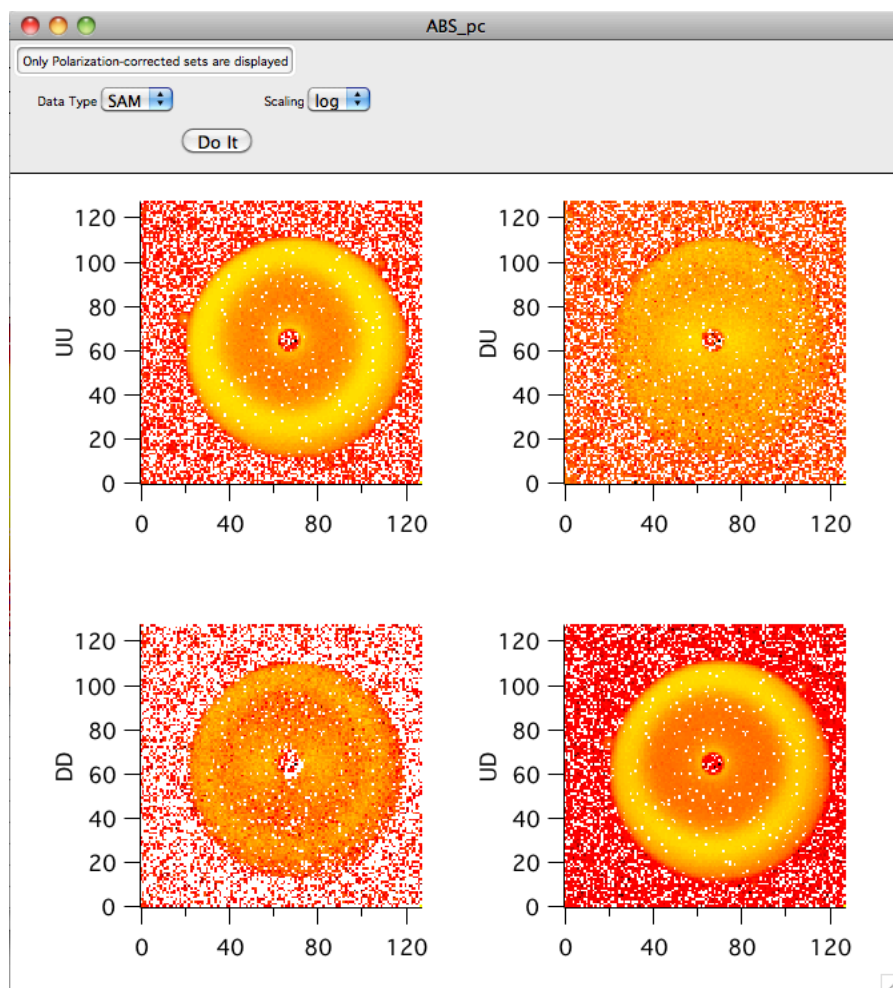 ABS_pc
Only Polarization-corrected sets are displayed
Data Type SAM Scaling log
Do It
120 120
100 100
80 80
UU 60 DU 60
40 40
20 20
0 0
0 40 80 120 0 40 80 120
120 120
100 100
80 80
DD 60 UD 60
40 40
20 20
0 0
0 40 80 120 0 40 80 120